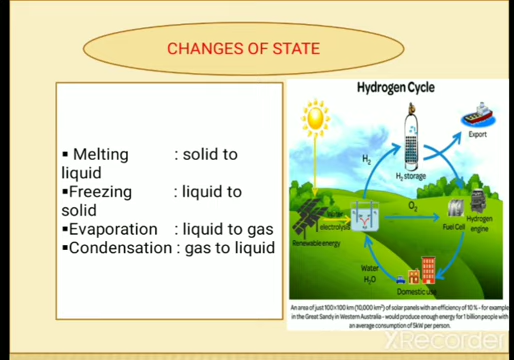 CHANGES OF STATE
▪ Melting : solid to
liquid
▪Freezing : liquid to
solid
▪Evaporation : liquid to gas
▪Condensation : gas to liquid
Hydrogen Cycle
Export
H₂
H₂ storage
O₂
electrolysis
Renewable energy
Fuel Cell
Hydrogen
engine
Water
H₂O
Domestic use
An area of just 100×100 km (10,000 km²) of solar panels with an efficiency of 10 % - for example
in the Great Sandy in Western Australia - would produce enough energy for 1 billion people with
an average consumption of 5kW per person.
XRecorder